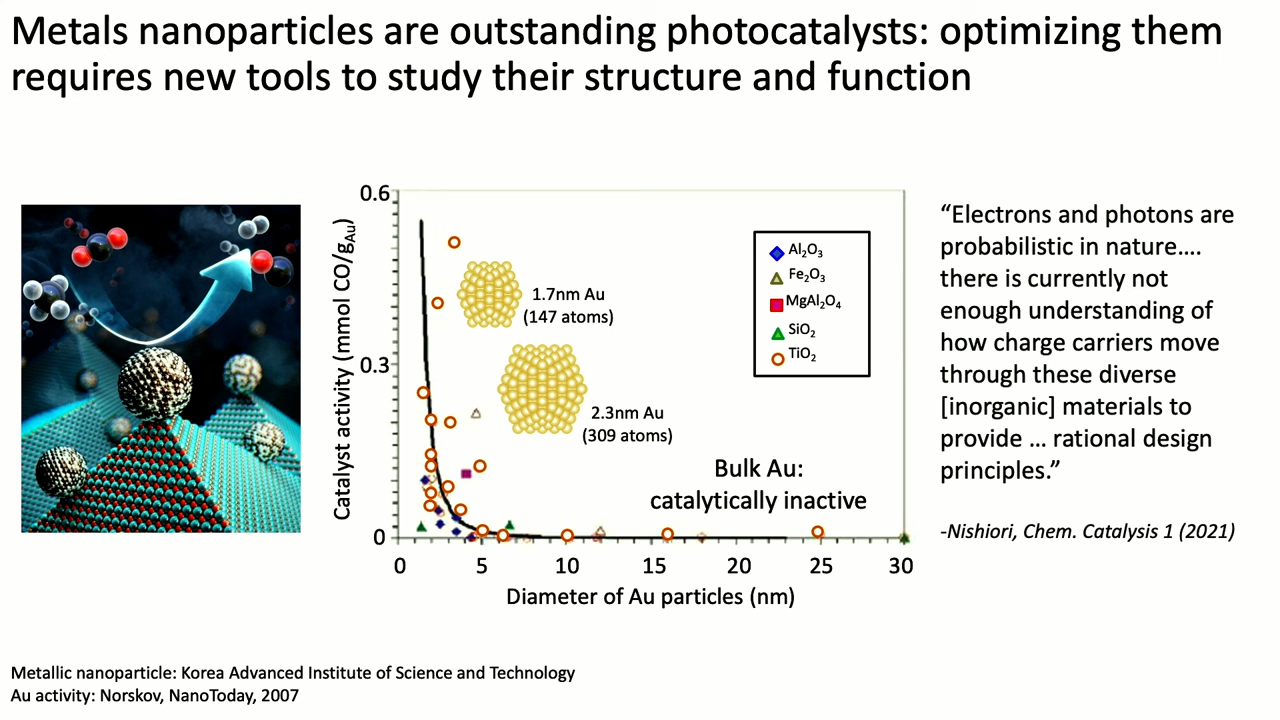 Metals nanoparticles are outstanding photocatalysts: optimizing them
requires new tools to study their structure and function
0.6
0.3
0
Catalyst activity (mmol CO/gAu)
1.7nm Au
(147 atoms)
2.3nm Au
(309 atoms)
Al2O3
Fe2O3
MgAl2O4
SiO2
TiO2
Bulk Au:
catalytically inactive
0 5 10 15 20 25 30
Diameter of Au particles (nm)
“Electrons and photons are
probabilistic in nature....
there is currently not
enough understanding of
how charge carriers move
through these diverse
[inorganic] materials to
provide ... rational design
principles.”
-Nishiori, Chem. Catalysis 1 (2021)
Metallic nanoparticle: Korea Advanced Institute of Science and Technology
Au activity: Norskov, NanoToday, 2007